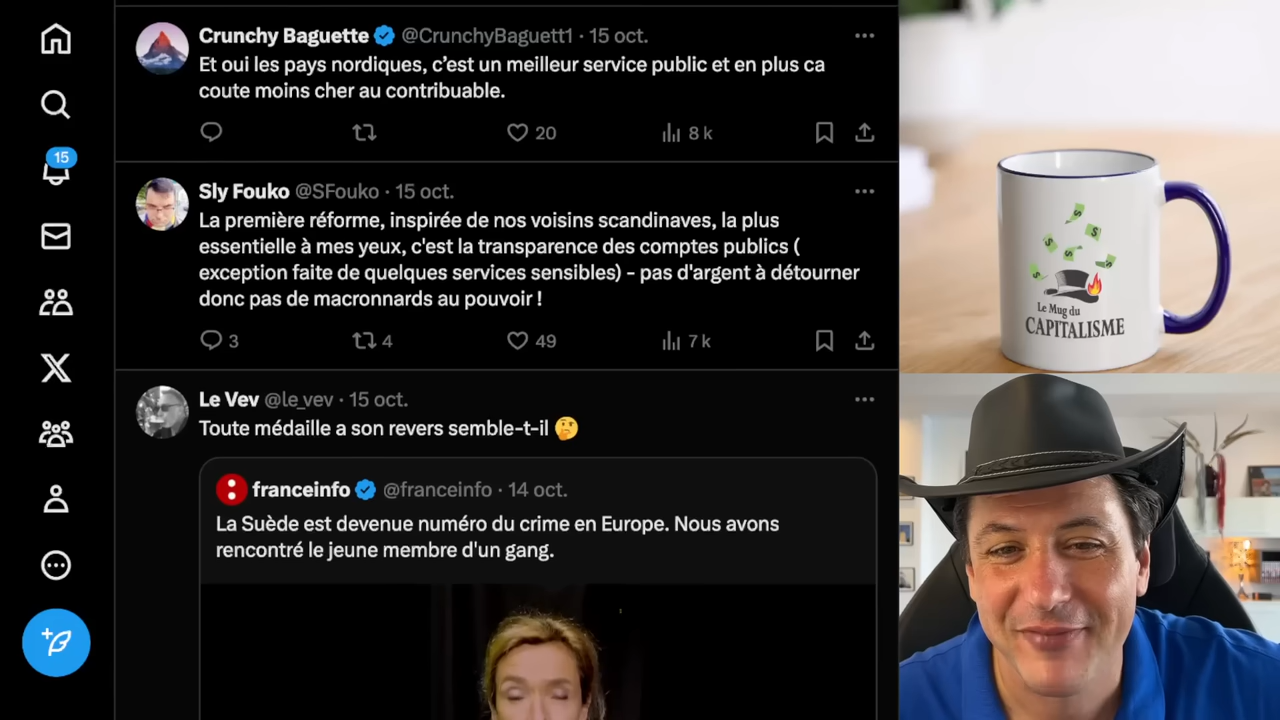 15
Crunchy Baguette @CrunchyBaguett1 · 15 oct.
Et oui les pays nordiques, c’est un meilleur service public et en plus ca
coute moins cher au contribuable.
20
8 k
Sly Fouko @SFouko · 15 oct.
La première réforme, inspirée de nos voisins scandinaves, la plus
essentielle à mes yeux, c'est la transparence des comptes publics (
exception faite de quelques services sensibles) - pas d'argent à détourner
donc pas de macronnards au pouvoir !
3
4
49
7 k
Le Vev @le_vev · 15 oct.
Toute médaille a son revers semble-t-il 🤔
franceinfo @franceinfo · 14 oct.
La Suède est devenue numéro du crime en Europe. Nous avons
rencontré le jeune membre d'un gang.
Le Mug du
CAPITALISME